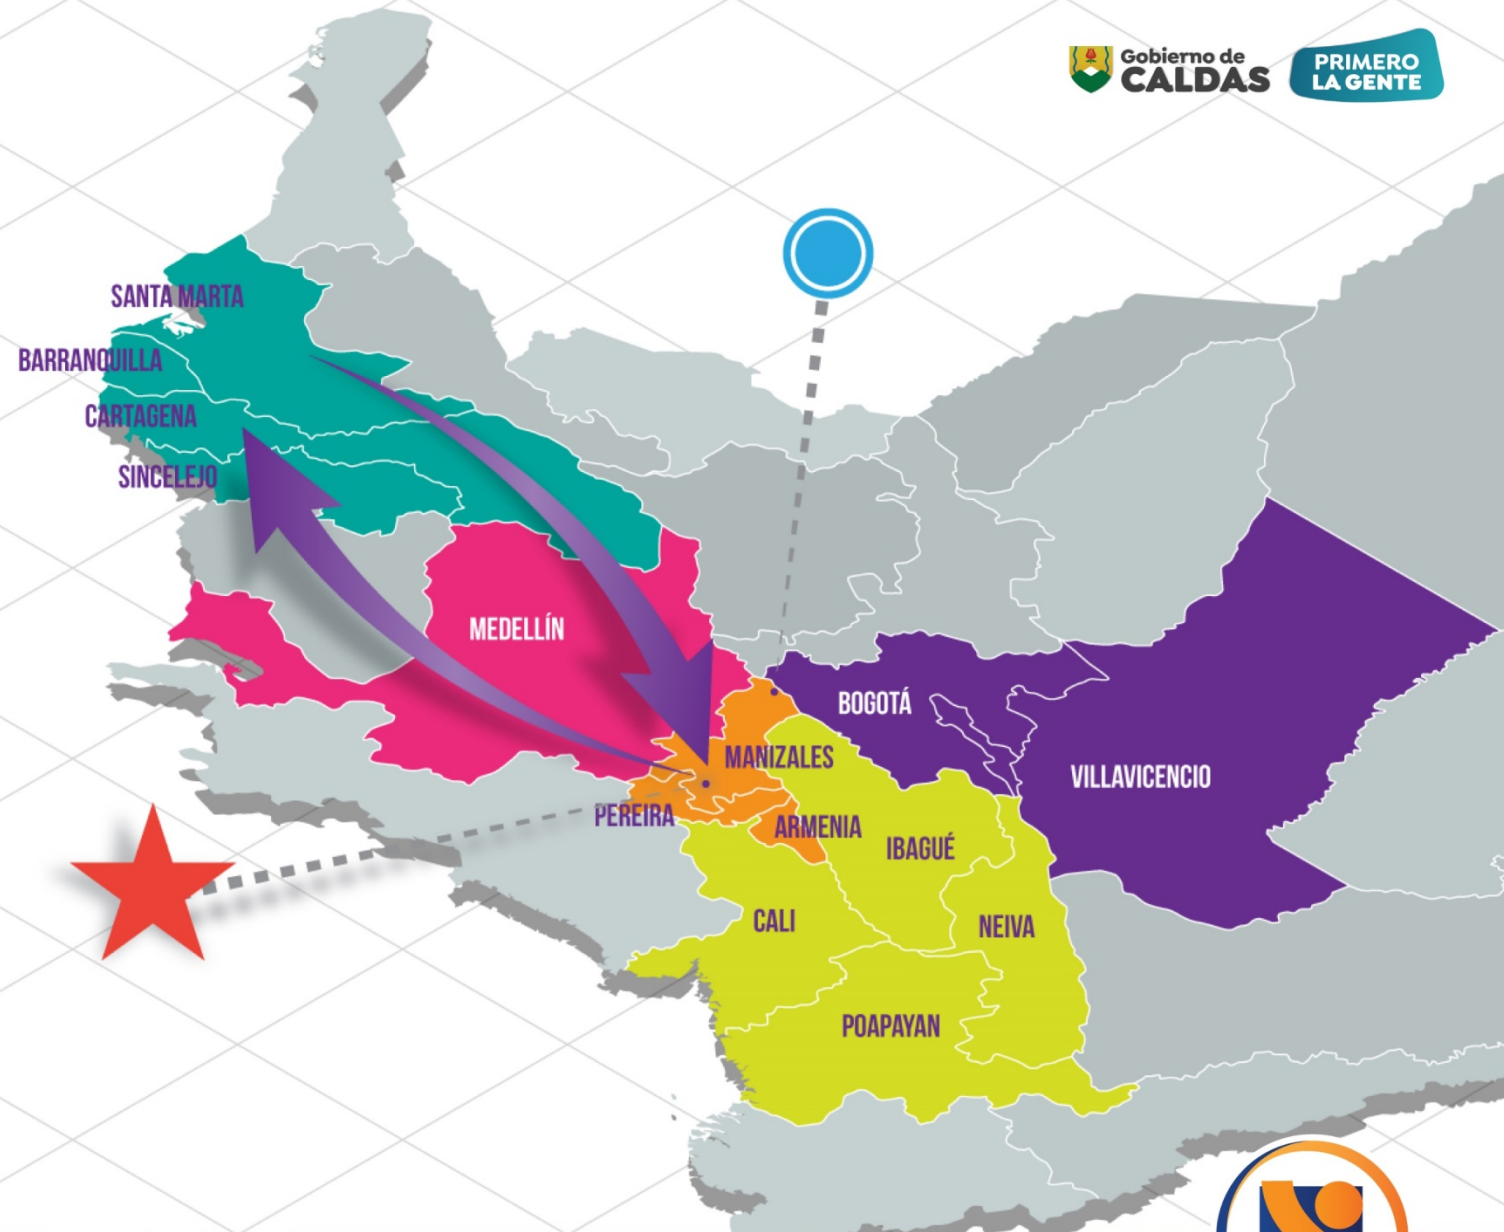 Gobierno de
CALDAS
PRIMERO
LA GENTE
SANTA MARTA
BARRANQUILLA
CARTAGENA
SINCELEJO
MEDELLÍN
BOGOTÁ
MANIZALES
VILLAVICENCIO
PEREIRA
ARMENIA
IBAGUÉ
CALI
NEIVA
POAPAYAN